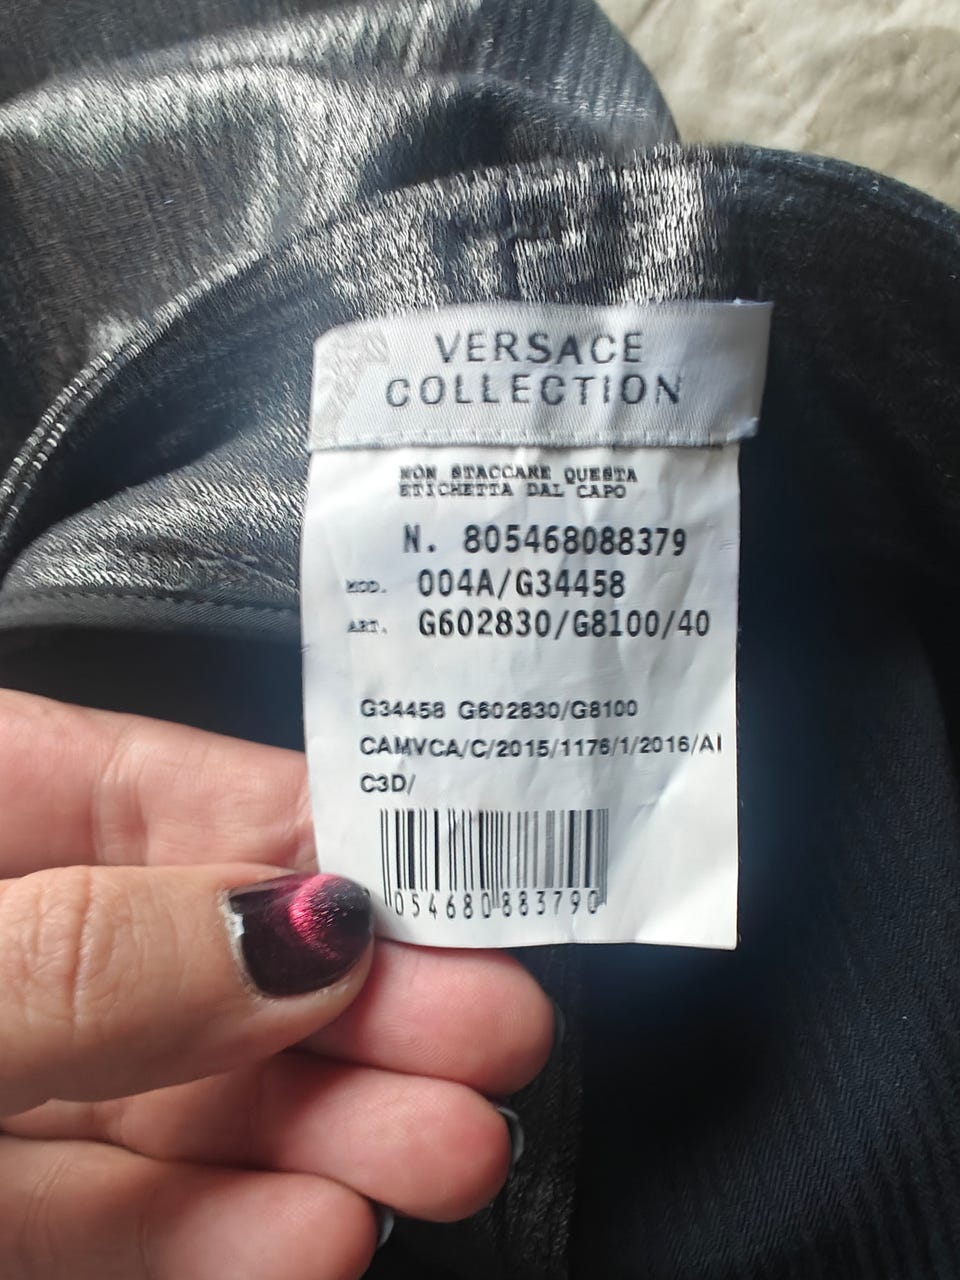 VERSACE
COLLECTION
NON STACCARE QUESTA
ETICHETTA DAL CAPO
N. 805468088379
MOD. 004A/G34458
ART. G602830/G8100/40
G34458 G602830/G8100
CAMVCA/C/2015/1176/1/2016/AI
C3D/
054680883790